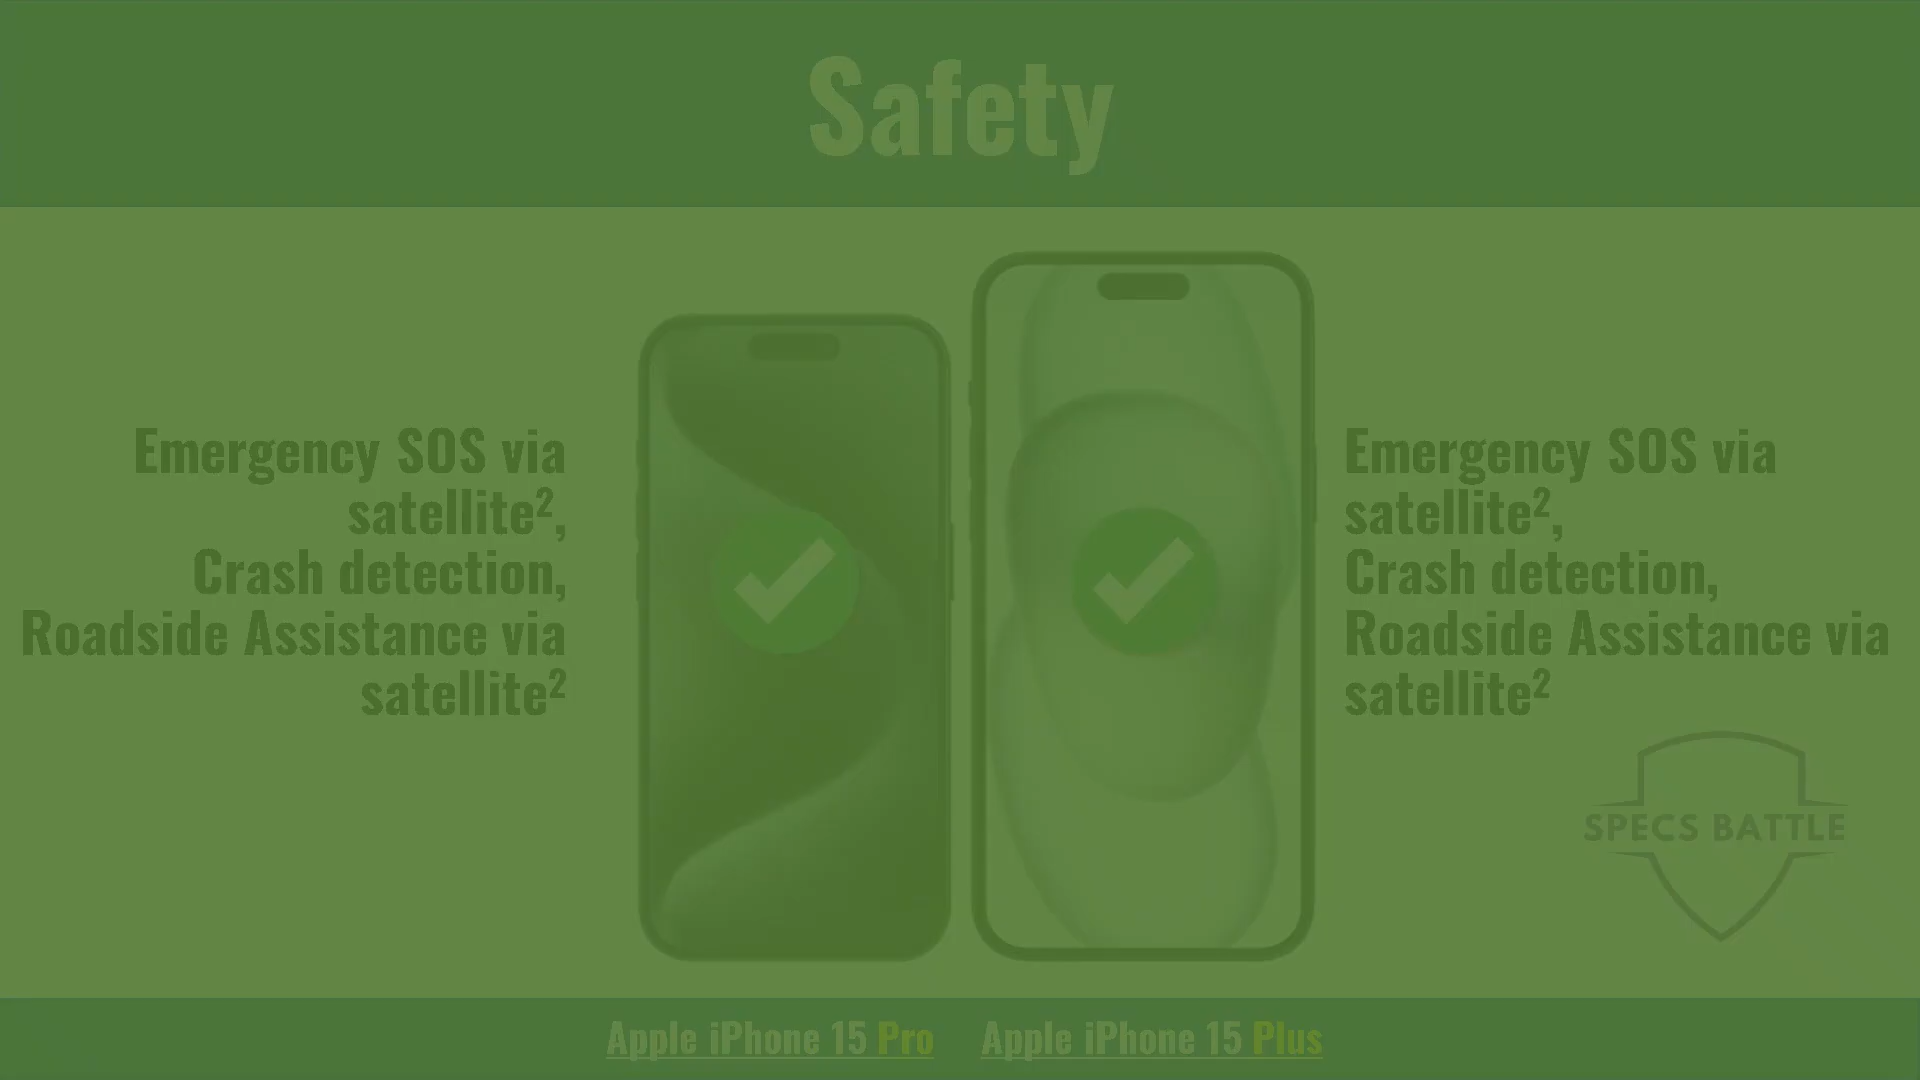 Safety
Emergency SOS via
satellite²,
Crash detection,
Roadside Assistance via
satellite²
Emergency SOS via
satellite²,
Crash detection,
Roadside Assistance via
satellite²
SPECS BATTLE
Apple iPhone 15 Pro
Apple iPhone 15 Plus